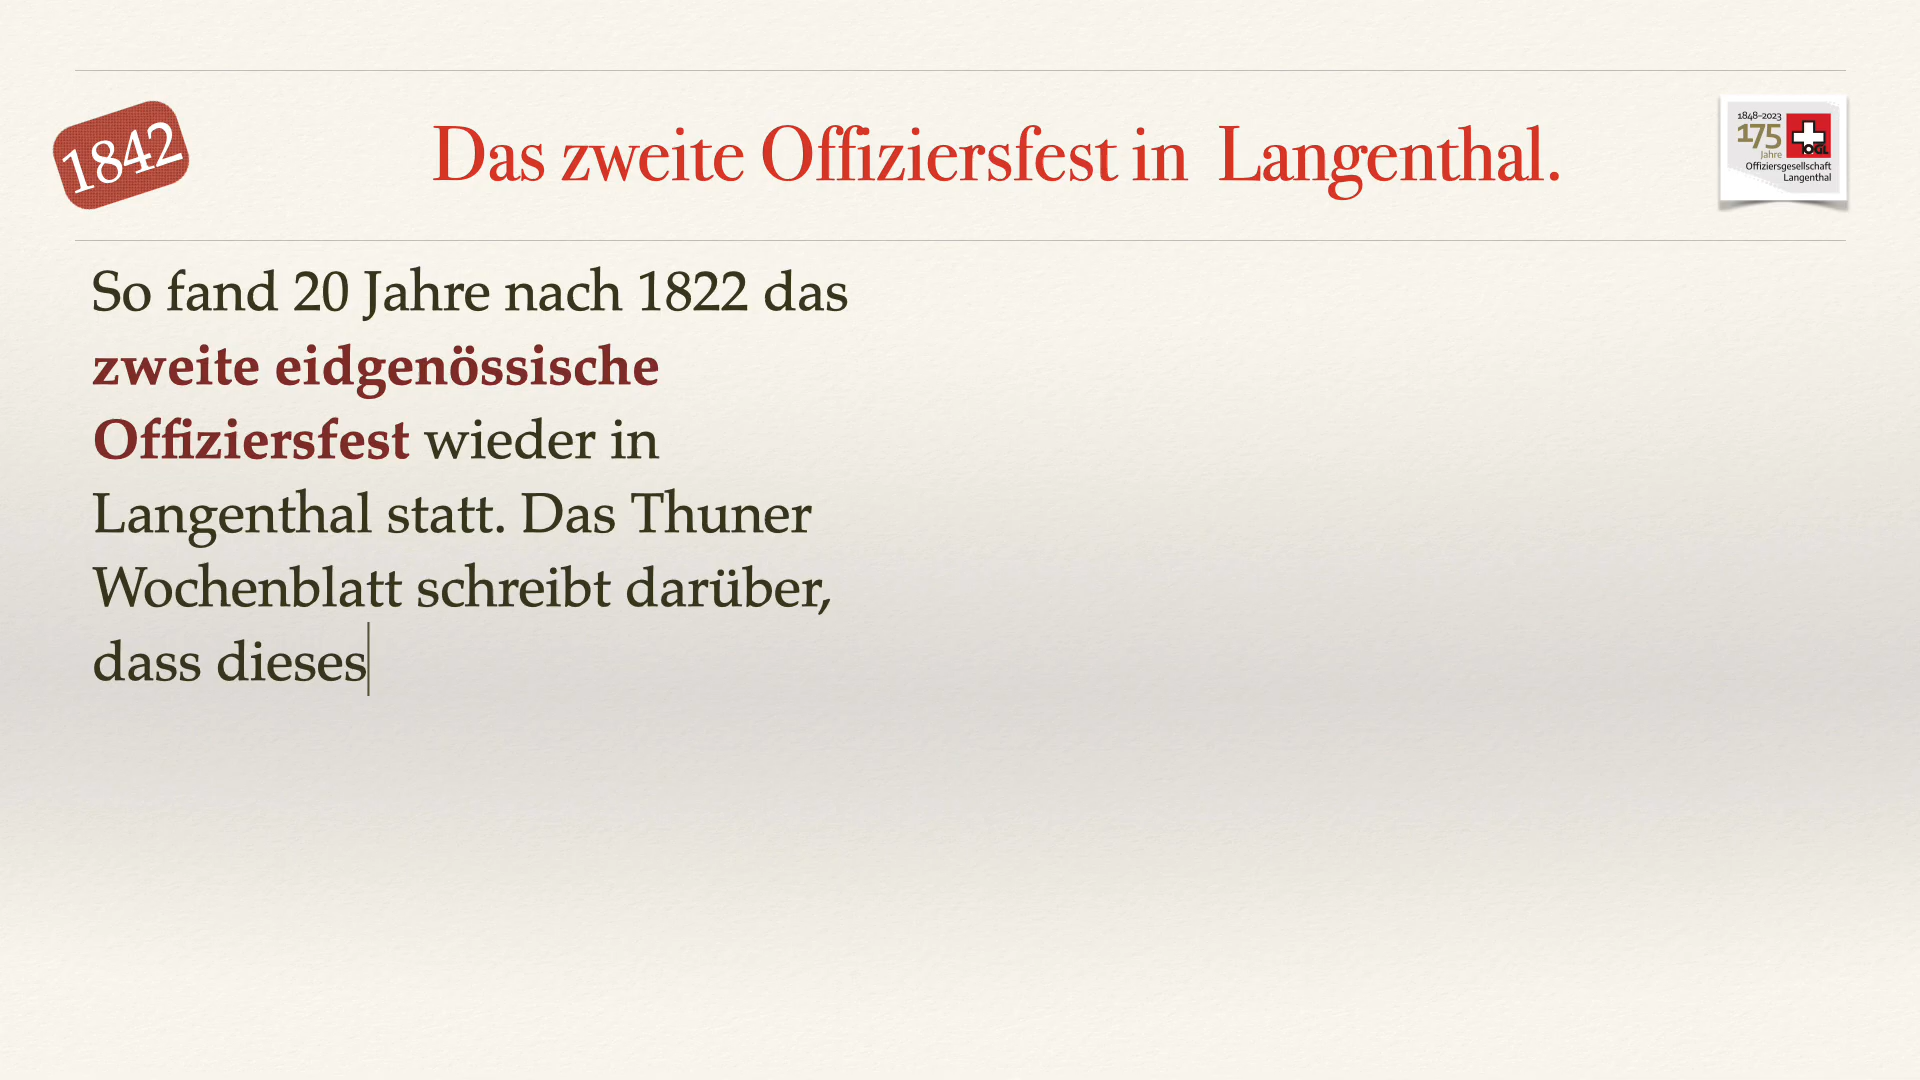 1842
Das zweite Offiziersfest in Langenthal.
1848–2023
175
Jahre
OGL
Offiziersgesellschaft
Langenthal
So fand 20 Jahre nach 1822 das
zweite eidgenössische
Offiziersfest wieder in
Langenthal statt. Das Thuner
Wochenblatt schreibt darüber,
dass dieses